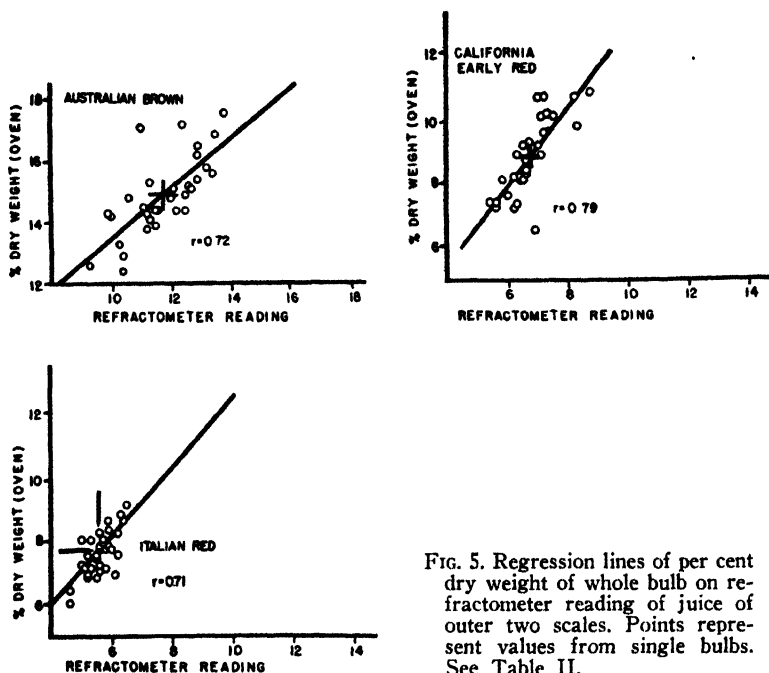 AUSTRALIAN BROWN
% DRY WEIGHT (OVEN)
18
16
14
12
r=0 72
10 12 14 16 18
REFRACTOMETER READING
CALIFORNIA
EARLY RED
% DRY WEIGHT (OVEN)
12
10
8
6
r=0 79
6 8 10 12 14
REFRACTOMETER READING
ITALIAN RED
% DRY WEIGHT (OVEN)
12
10
8
6
r=0.71
6 8 10 12 14
REFRACTOMETER READING
FIG. 5. Regression lines of per cent
dry weight of whole bulb on re-
fractometer reading of juice of
outer two scales. Points repre-
sent values from single bulbs.
See Table II.